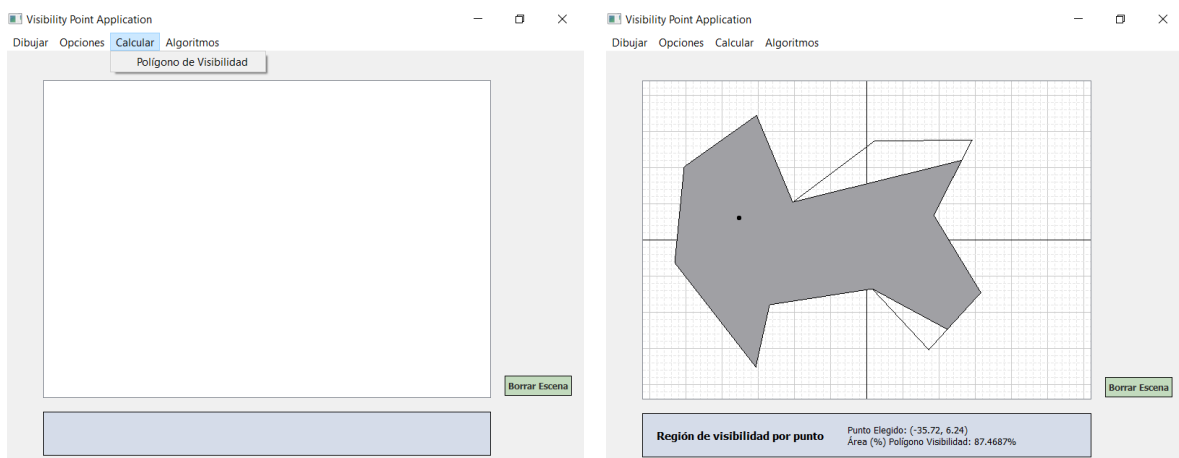 Visibility Point Application
Dibujar Opciones Calcular Algoritmos
Polígono de Visibilidad
Borrar Escena
Visibility Point Application
Dibujar Opciones Calcular Algoritmos
Borrar Escena
Región de visibilidad por punto
Punto Elegido: (-35.72, 6.24)
Área (%) Polígono Visibilidad: 87.4687%